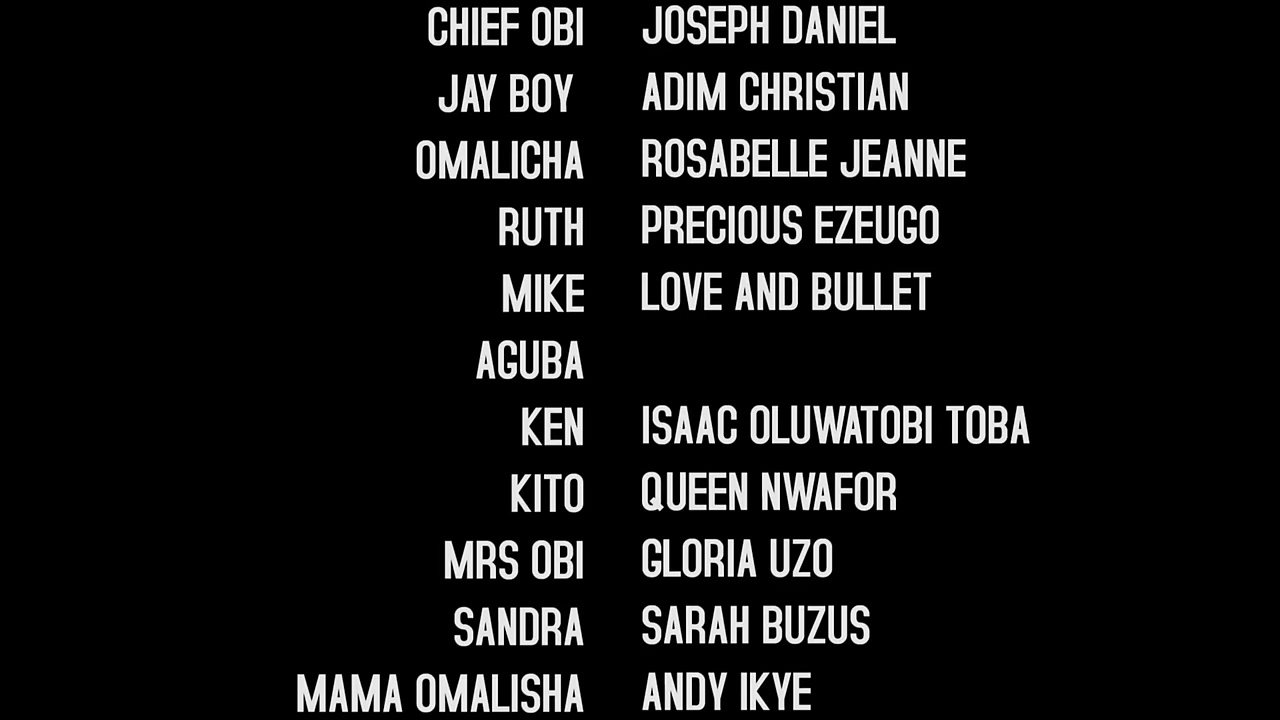 CHIEF OBI JOSEPH DANIEL
JAY BOY ADIM CHRISTIAN
OMALICHA ROSABELLE JEANNE
RUTH PRECIOUS EZEUGO
MIKE LOVE AND BULLET
AGUBA
KEN ISAAC OLUWATOBI TOBA
KITO QUEEN NWAFOR
MRS OBI GLORIA UZO
SANDRA SARAH BUZUS
MAMA OMALISHA ANDY IKYE